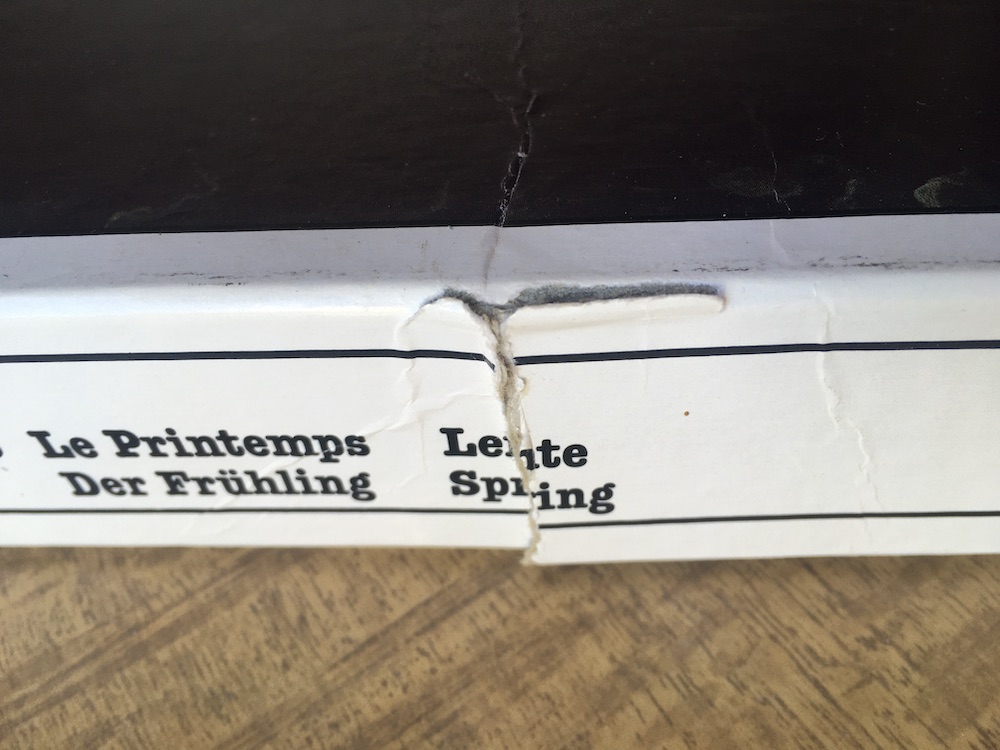 Le Printemps Lente
Der Frühling Spring